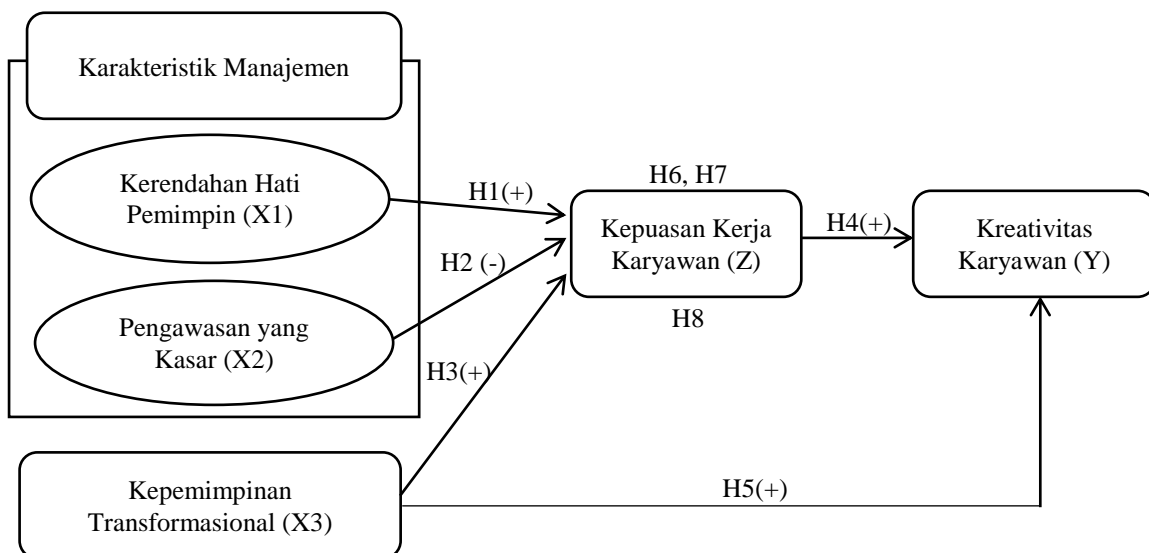 Karakteristik Manajemen
Kerendahan Hati
Pemimpin (X1)
H1(+)
H6, H7
Kepuasan Kerja
Karyawan (Z)
H4(+)
Kreativitas
Karyawan (Y)
H2 (-)
H8
Pengawasan yang
Kasar (X2)
H3(+)
Kepemimpinan
Transformasional (X3)
H5(+)